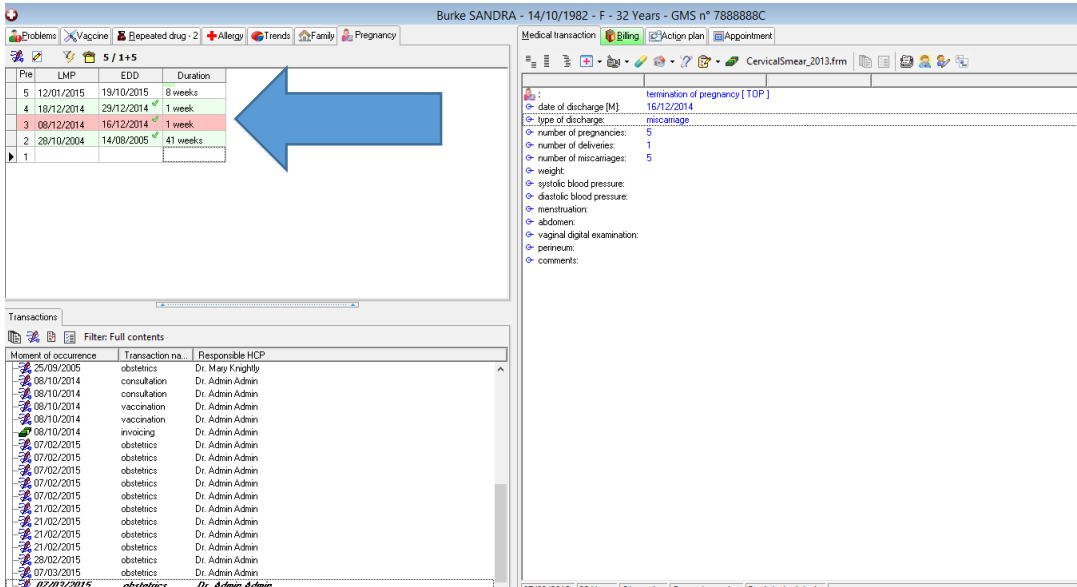 Burke SANDRA - 14/10/1982 - F - 32 Years - GMS n° 7888888C
Problems Vaccine Repeated drug - 2 Allergy Trends Family Pregnancy
5 / 1+5
Pre LMP EDD Duration
5 12/01/2015 19/10/2015 8 weeks
4 18/12/2014 29/12/2014 1 week
3 08/12/2014 16/12/2014 1 week
2 28/10/2004 14/08/2005 41 weeks
1
Transactions
Filter: Full contents
Moment of occurrence Transaction na... Responsible HCP
25/09/2005 obstetrics Dr. Mary Knightly
08/10/2014 consultation Dr. Admin Admin
08/10/2014 consultation Dr. Admin Admin
08/10/2014 vaccination Dr. Admin Admin
08/10/2014 vaccination Dr. Admin Admin
08/10/2014 invoicing Dr. Admin Admin
07/02/2015 obstetrics Dr. Admin Admin
07/02/2015 obstetrics Dr. Admin Admin
07/02/2015 obstetrics Dr. Admin Admin
07/02/2015 obstetrics Dr. Admin Admin
07/02/2015 obstetrics Dr. Admin Admin
21/02/2015 obstetrics Dr. Admin Admin
21/02/2015 obstetrics Dr. Admin Admin
21/02/2015 obstetrics Dr. Admin Admin
21/02/2015 obstetrics Dr. Admin Admin
28/02/2015 obstetrics Dr. Admin Admin
07/03/2015 obstetrics Dr. Admin Admin
07/03/2015 obstetrics Dr. Admin Admin
Medical transaction Billing Action plan Appointment
CervicalSmear_2013.frm
: termination of pregnancy [ TOP ]
date of discharge [M]: 16/12/2014
type of discharge: miscarriage
number of pregnancies: 5
number of deliveries: 1
number of miscarriages: 5
weight:
systolic blood pressure:
diastolic blood pressure:
menstruation:
abdomen:
vaginal digital examination:
perineum:
comments: